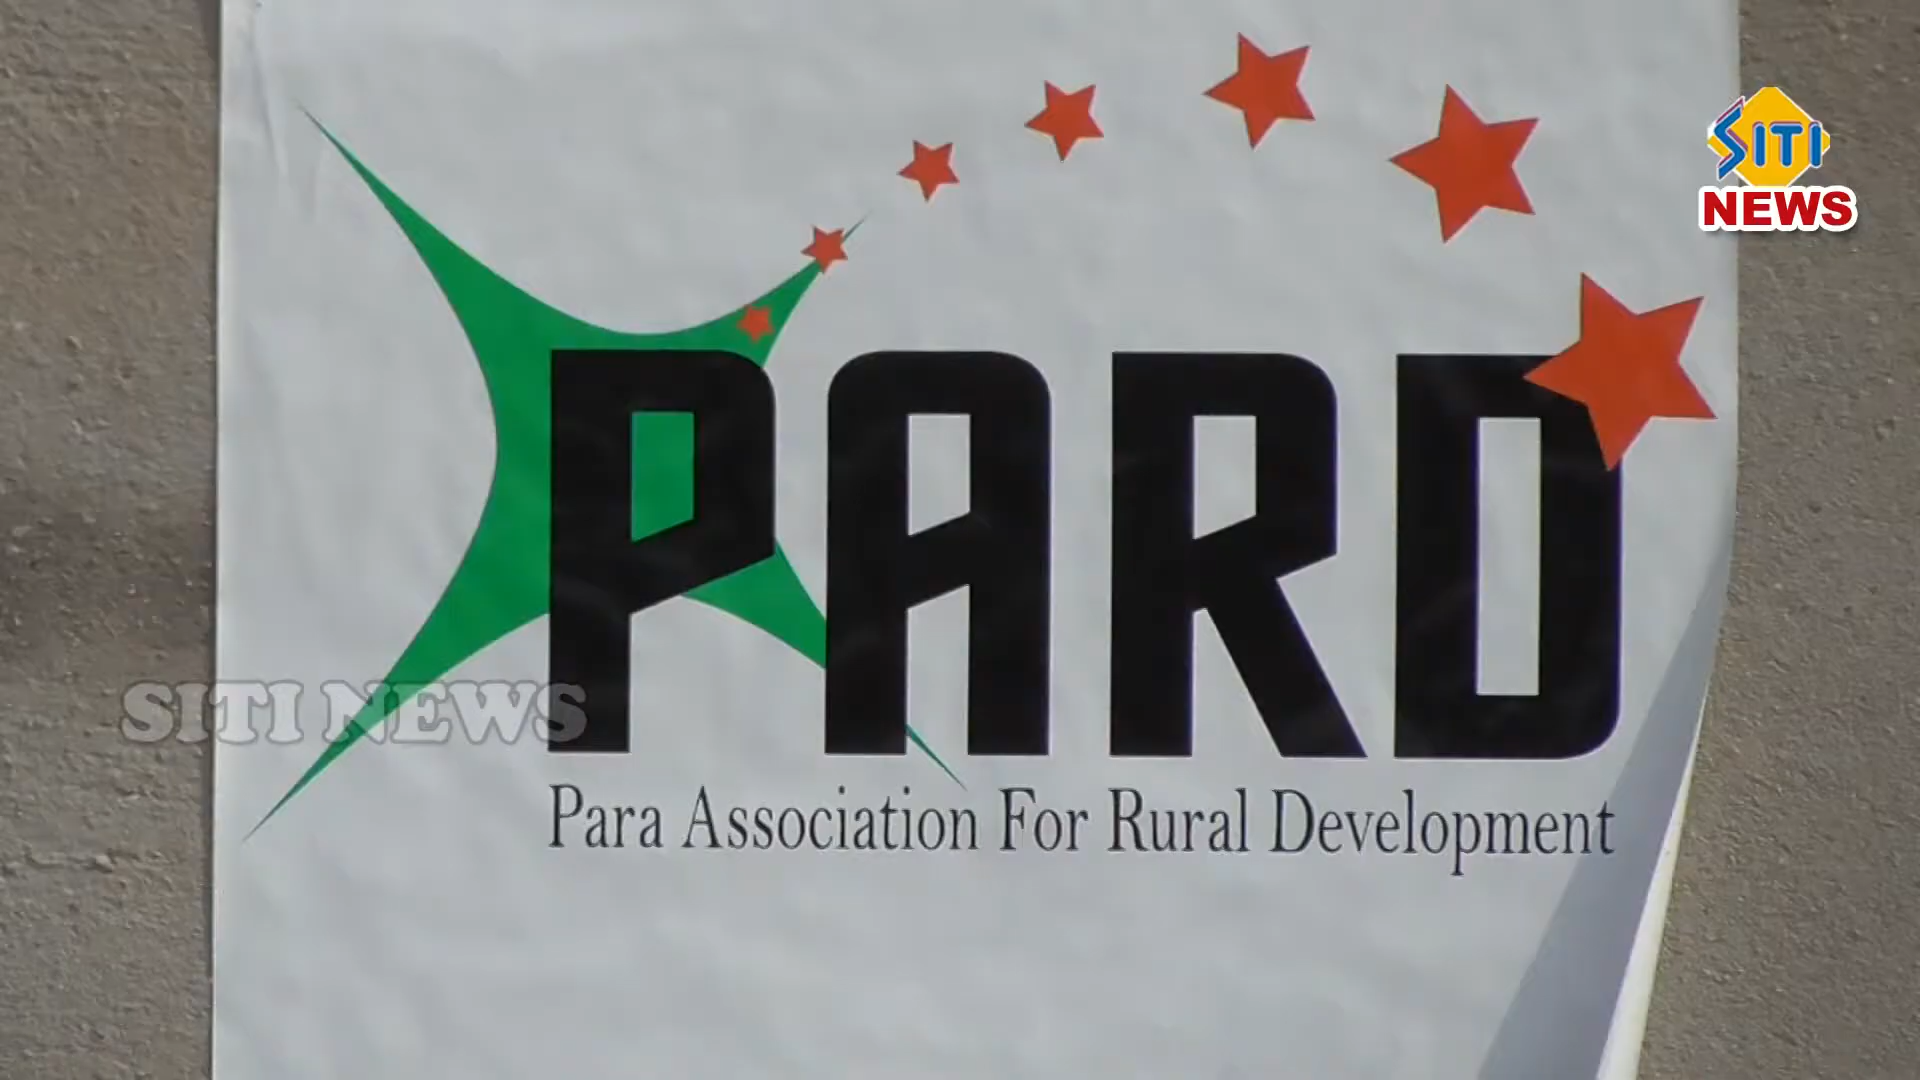 SITI
NEWS
PARD
SITI NEWS
Para Association For Rural Development